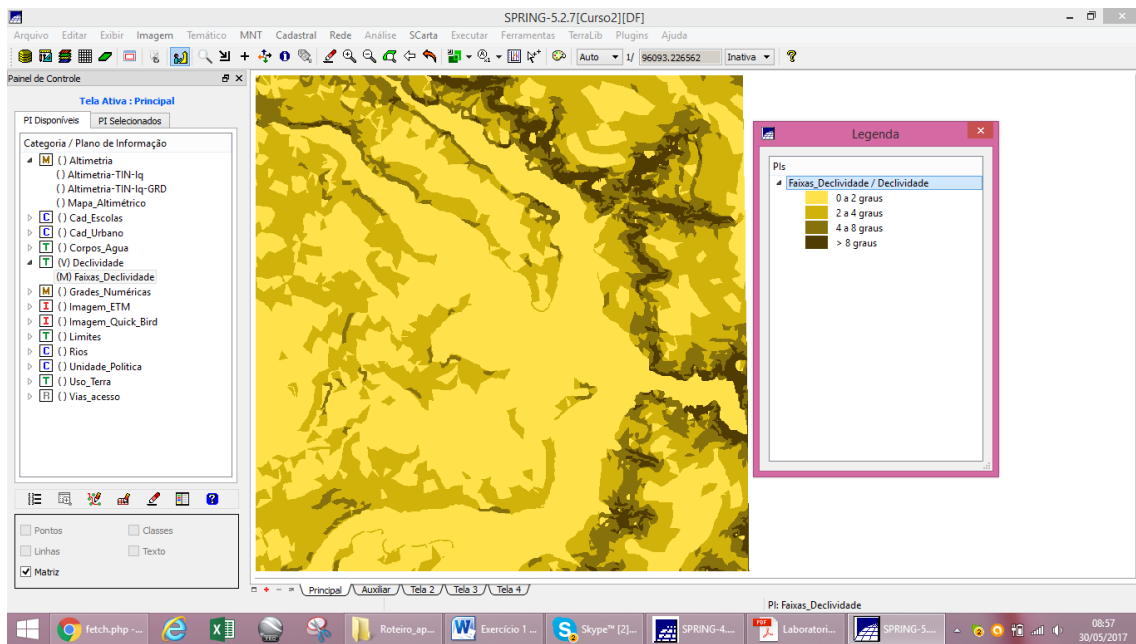 SPRING-5.2.7[Curso2][DF]
Arquivo Editar Exibir Imagem Temático MNT Cadastral Rede Análise SCarta Executar Ferramentas TerraLib Plugins Ajuda
Auto 1/ 96093.226562 Inativa
Painel de Controle
Tela Ativa : Principal
PI Disponíveis PI Selecionados
Categoria / Plano de Informação
M ( ) Altimetria
( ) Altimetria-TIN-lq
( ) Altimetria-TIN-lq-GRD
( ) Mapa_Altimétrico
C ( ) Cad_Escolas
C ( ) Cad_Urbano
T ( ) Corpos_Agua
T (V) Declividade
(M) Faixas_Declividade
M ( ) Grades_Numéricas
I ( ) Imagem_ETM
I ( ) Imagem_Quick_Bird
T ( ) Limites
C ( ) Rios
C ( ) Unidade_Politica
T ( ) Uso_Terra
R ( ) Vias_acesso
Pontos Classes
Linhas Texto
Matriz
Legenda
PIs
Faixas_Declividade / Declividade
0 a 2 graus
2 a 4 graus
4 a 8 graus
> 8 graus
Principal Auxiliar Tela 2 Tela 3 Tela 4
PI: Faixas_Declividade
fetch.php -... Roteiro_ap... Exercício 1 ... Skype™ [2]... SPRING-4.... Laboratori... SPRING-5....
08:57
30/05/2017